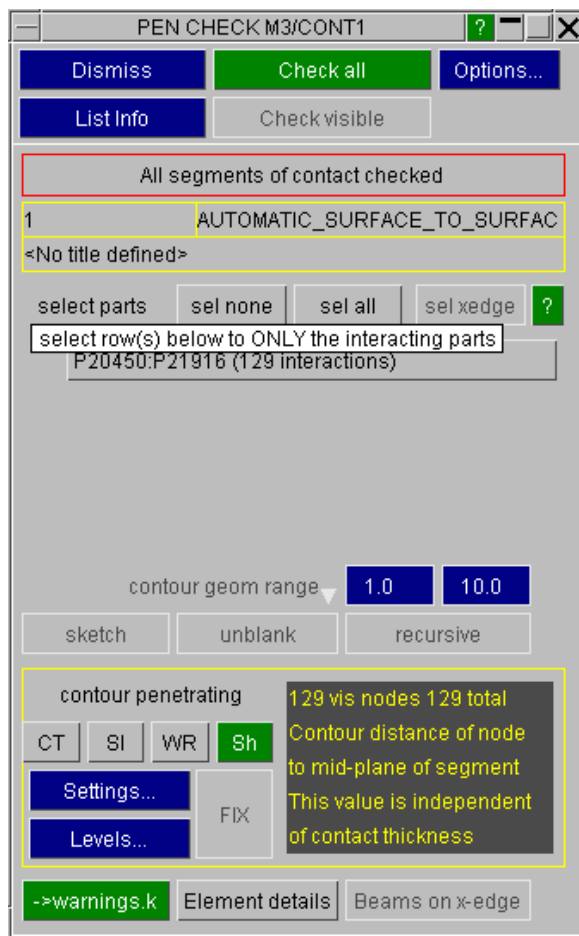 PEN CHECK M3/CONT1 ?
Dismiss Check all Options...
List Info Check visible
All segments of contact checked
1 AUTOMATIC_SURFACE_TO_SURFAC
<No title defined>
select parts sel none sel all sel xedge ?
select row(s) below to ONLY the interacting parts
P20450:P21916 (129 interactions)
contour geom range 1.0 10.0
sketch unblank recursive
contour penetrating
CT SI WR Sh
Settings...
FIX
Levels...
129 vis nodes 129 total
Contour distance of node
to mid-plane of segment
This value is independent
of contact thickness
->warnings.k Element details Beams on x-edge